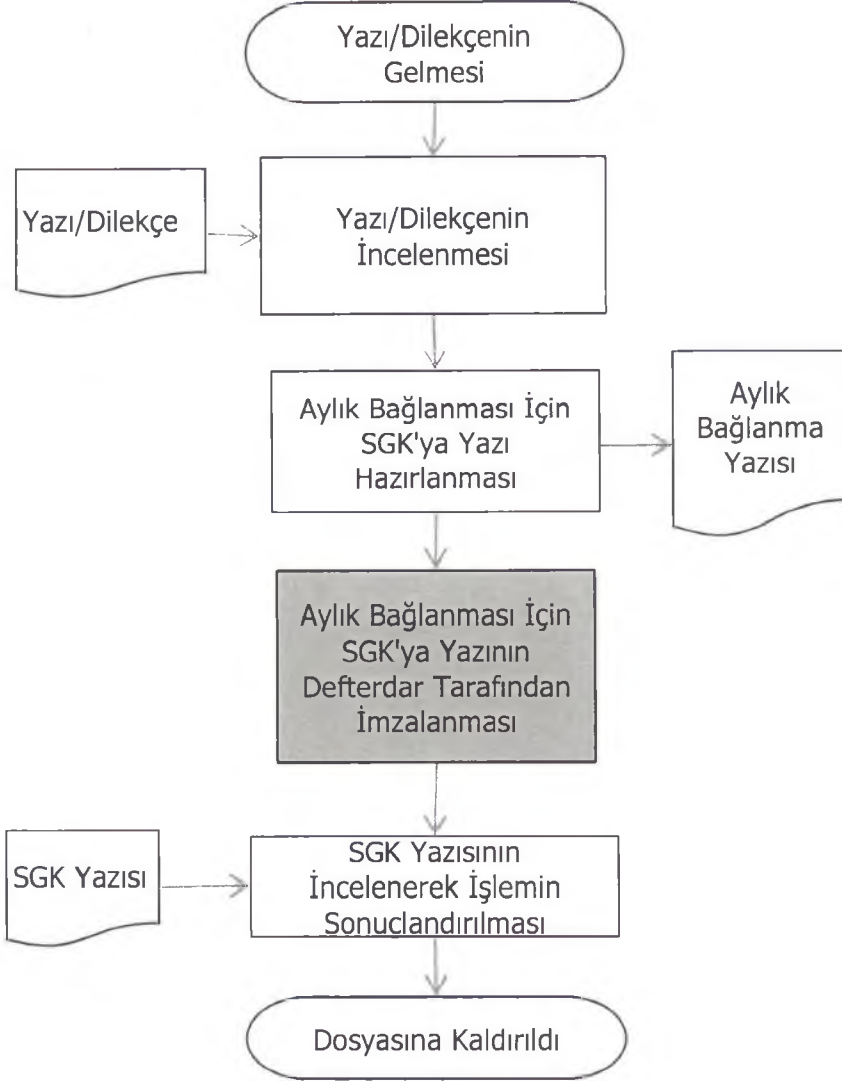 Yazı/Dilekçenin
Gelmesi
Yazı/Dilekçe
Yazı/Dilekçenin
İncelenmesi
Aylık Bağlanması İçin
SGK'ya Yazı
Hazırlanması
Aylık
Bağlanma
Yazısı
Aylık Bağlanması İçin
SGK'ya Yazının
Defterdar Tarafından
İmzalanması
SGK Yazısı
SGK Yazısının
İncelenerek İşlemin
Sonuclandırılması
Dosyasına Kaldırıldı